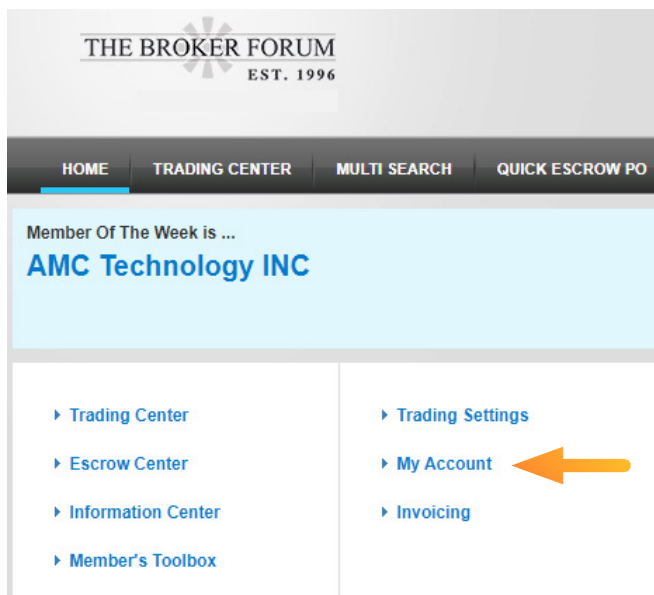 THE BROKER FORUM
EST. 1996
HOME TRADING CENTER MULTI SEARCH QUICK ESCROW PO
Member Of The Week is ...
AMC Technology INC
Trading Center
Escrow Center
Information Center
Member's Toolbox
Trading Settings
My Account
Invoicing